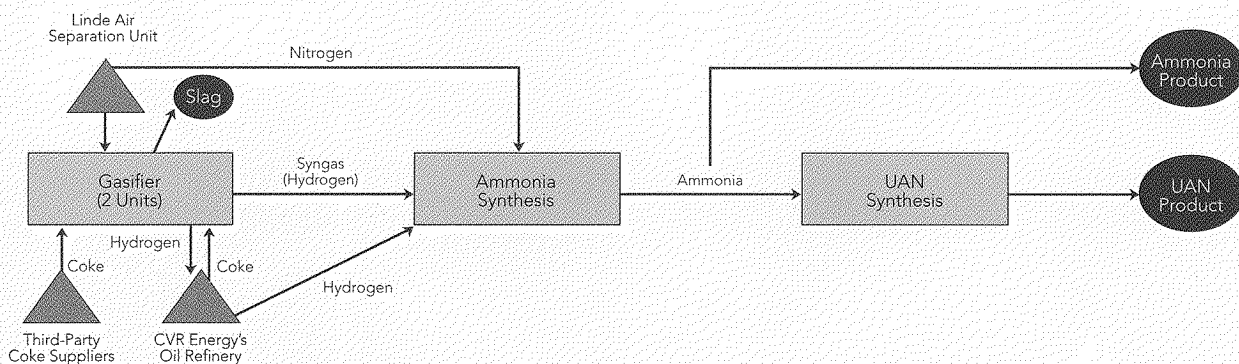 Linde Air
Separation Unit
Nitrogen
Slag
Ammonia
Product
Gasifier
(2 Units)
Syngas
(Hydrogen)
Ammonia
Synthesis
Ammonia
UAN
Synthesis
UAN
Product
Hydrogen
Coke
Coke
Hydrogen
Third-Party
Coke Suppliers
CVR Energy's
Oil Refinery